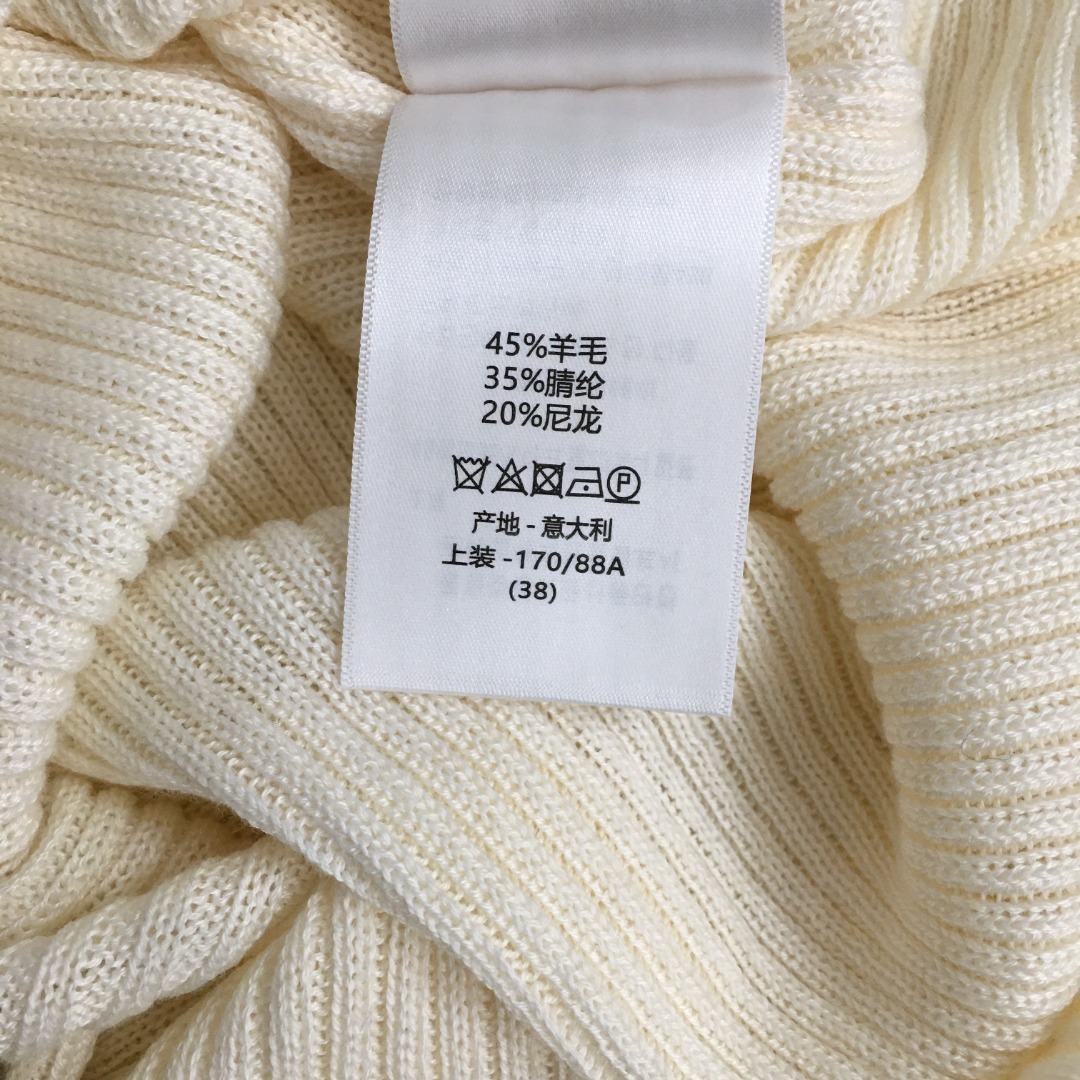 45%羊毛
35%腈纶
20%尼龙
P
产地 - 意大利
上装 -170/88A
(38)